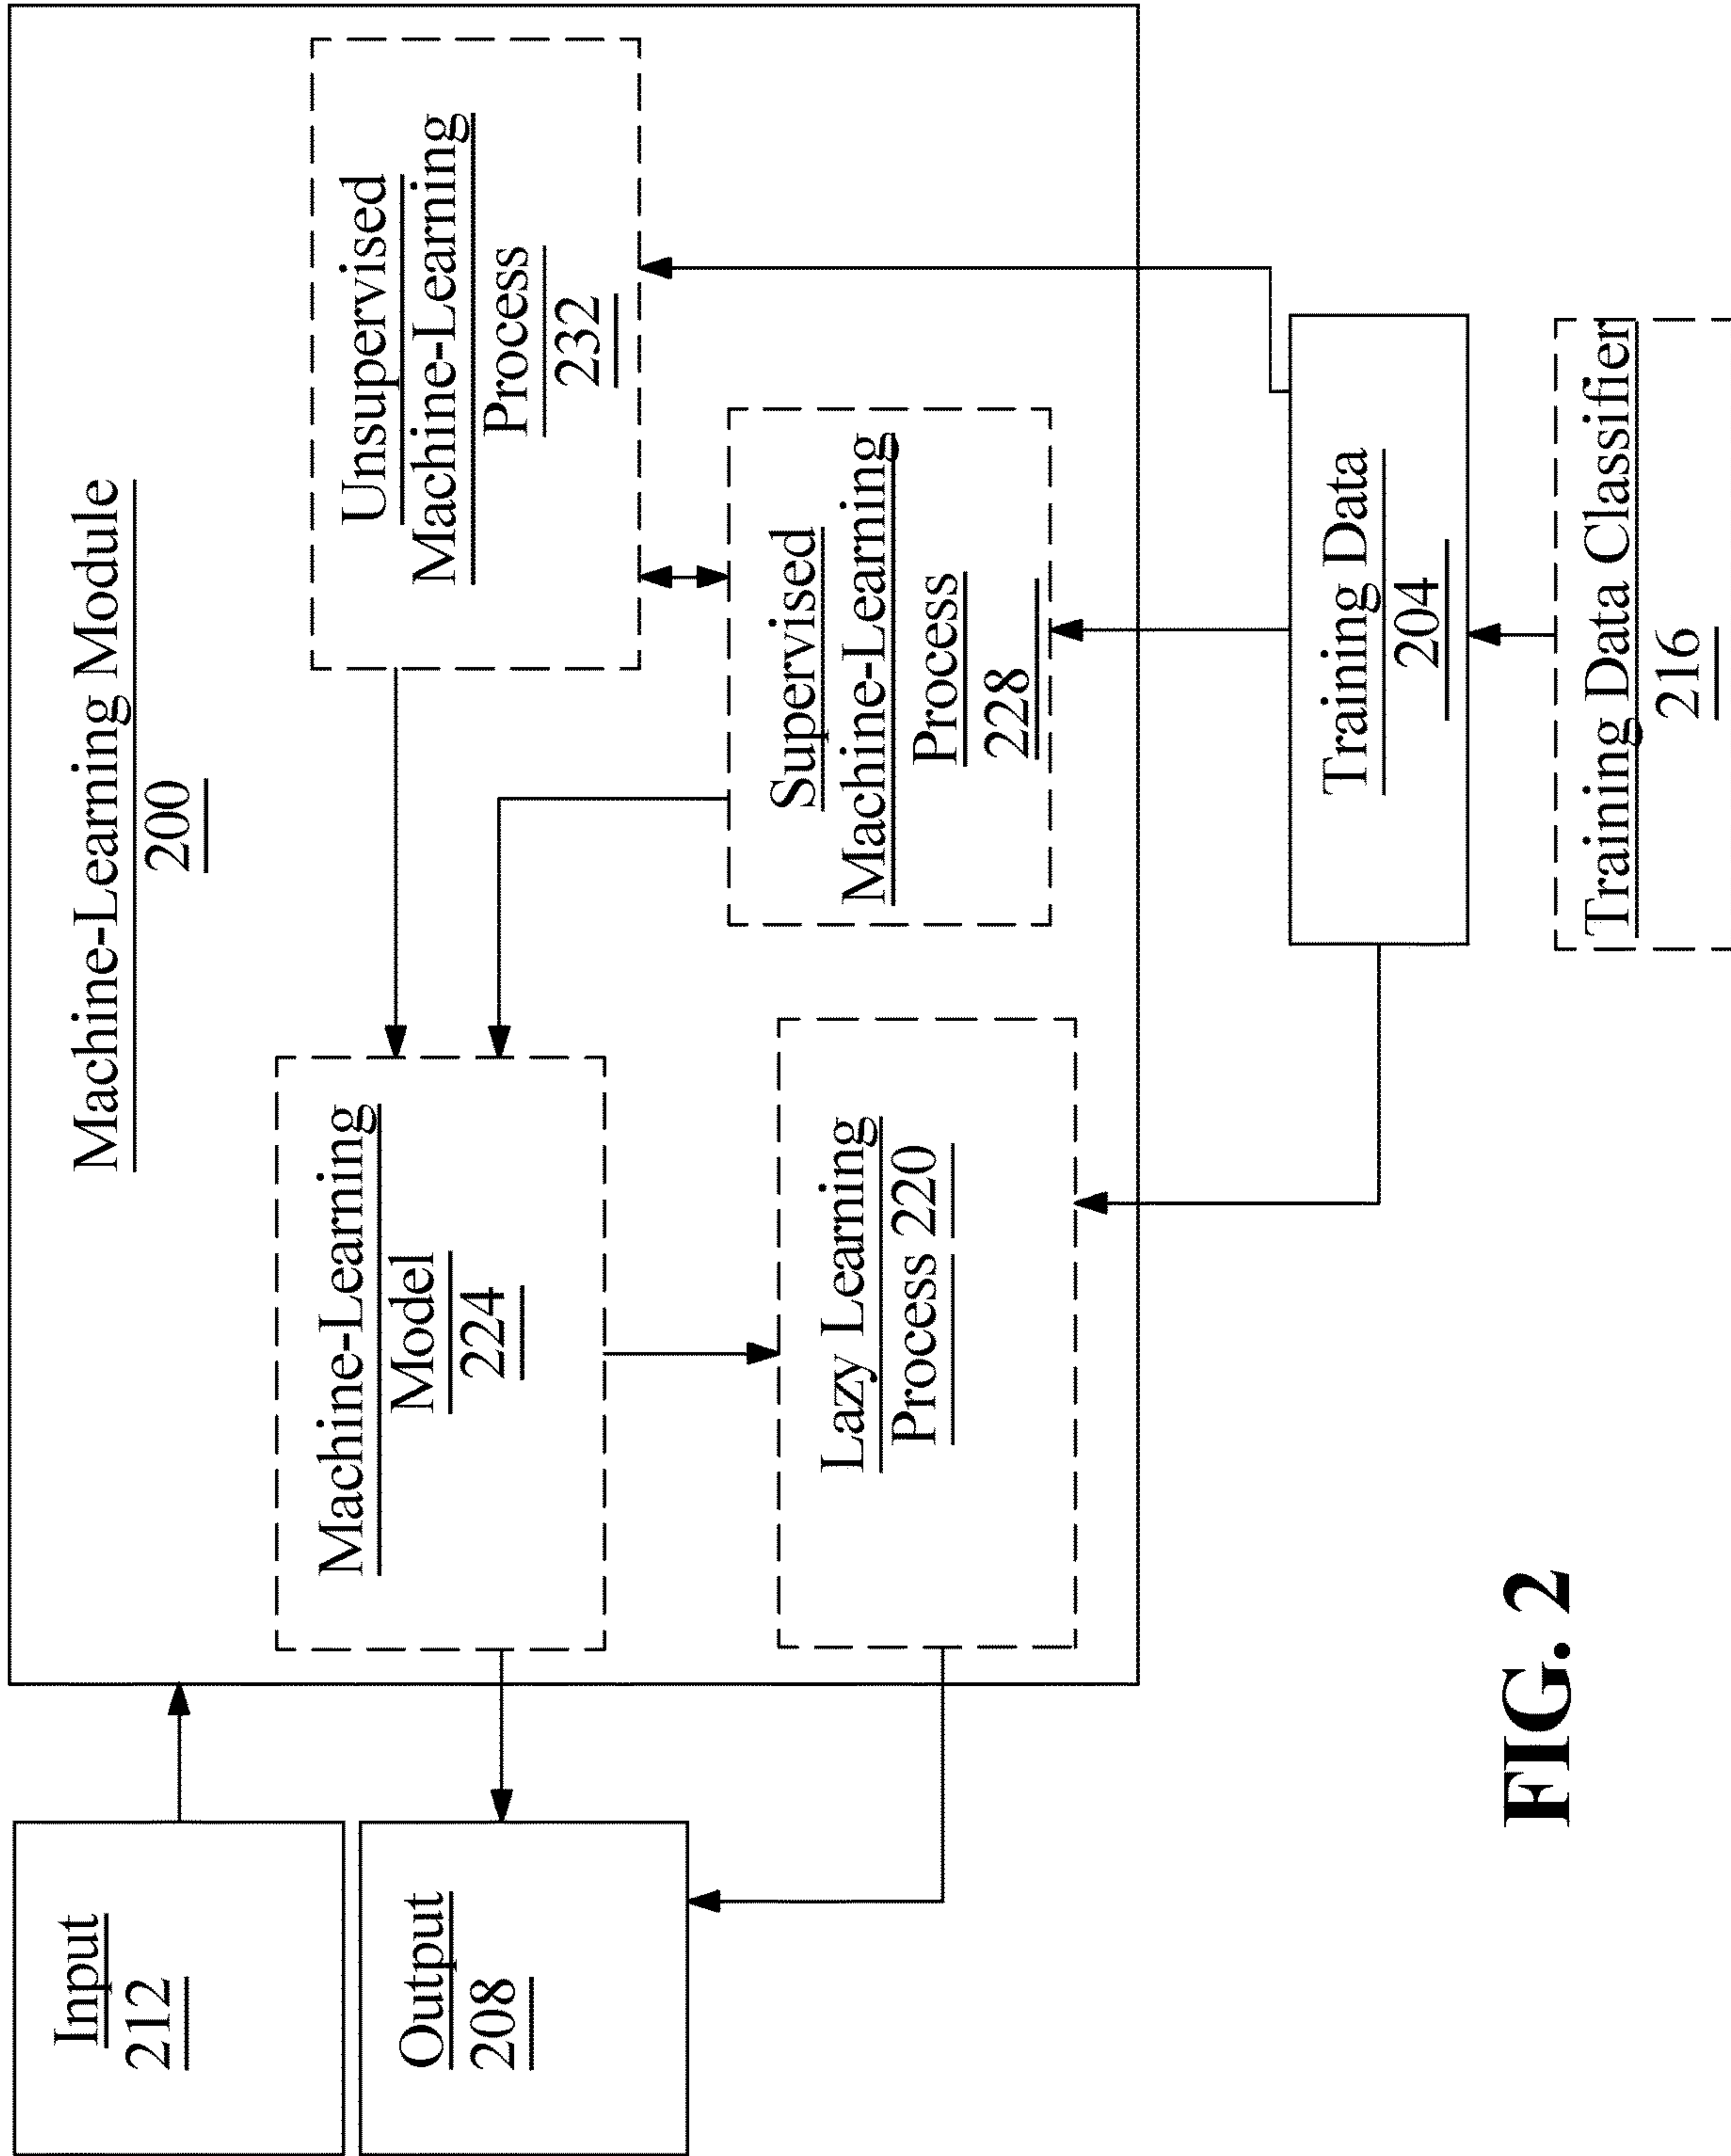 Machine-Learning Module
200
Input
212
Output
208
Machine-Learning
Model
224
Unsupervised
Machine-Learning
Process
232
Supervised
Machine-Learning
Process
228
Lazy Learning
Process 220
Training Data
204
Training Data Classifier
216
FIG. 2